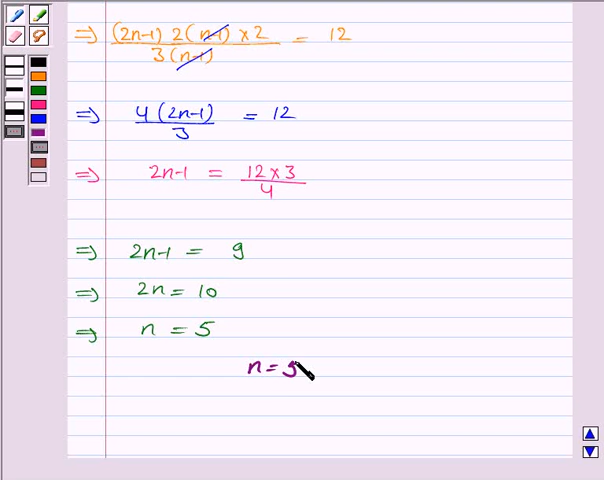 ⇒ (2n-1) 2(n-1) × 2 / 3(n-1) = 12
⇒ 4(2n-1) / 3 = 12
⇒ 2n-1 = 12 × 3 / 4
⇒ 2n-1 = 9
⇒ 2n = 10
⇒ n = 5
n = 5